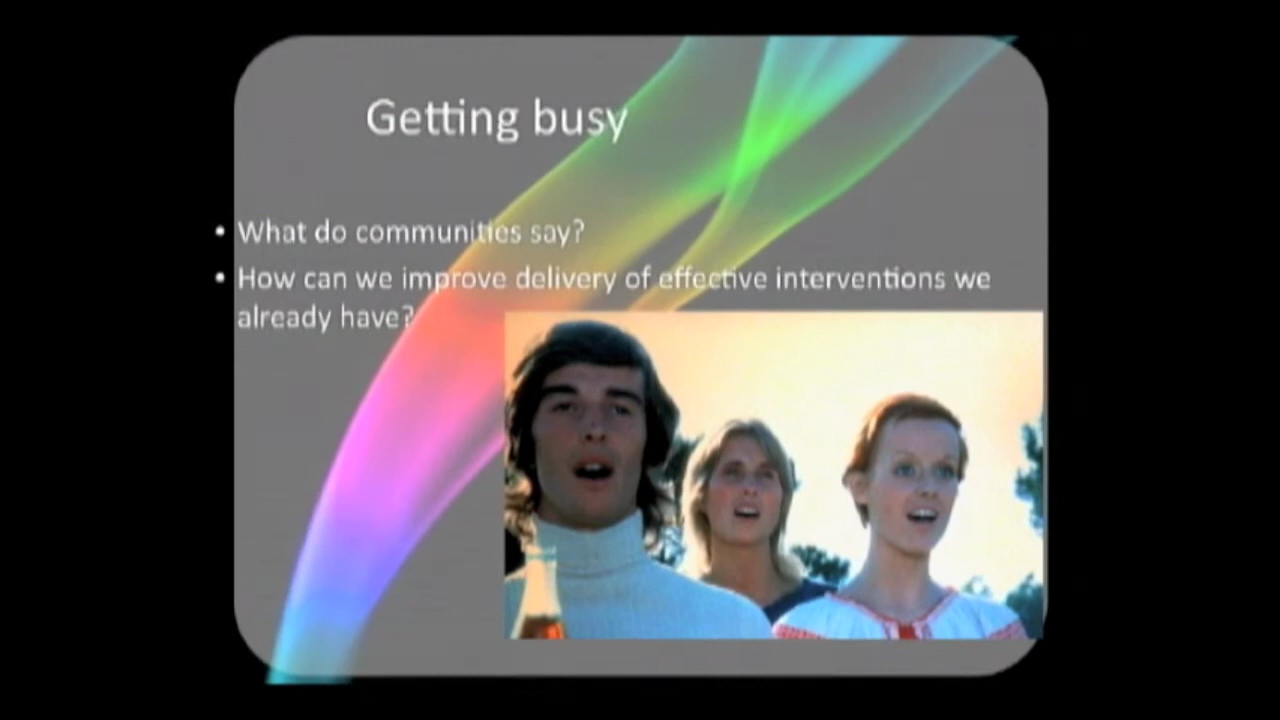 Getting busy
• What do communities say?
• How can we improve delivery of effective interventions we
already have?